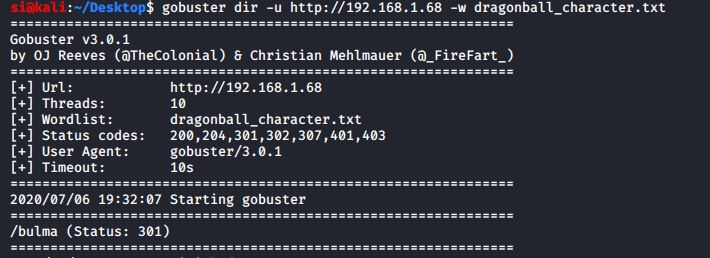 si@kali:~/Desktop$ gobuster dir -u http://192.168.1.68 -w dragonball_character.txt
===============================================================
Gobuster v3.0.1
by OJ Reeves (@TheColonial) & Christian Mehlmauer (@_FireFart_)
===============================================================
[+] Url:            http://192.168.1.68
[+] Threads:        10
[+] Wordlist:       dragonball_character.txt
[+] Status codes:   200,204,301,302,307,401,403
[+] User Agent:     gobuster/3.0.1
[+] Timeout:        10s
===============================================================
2020/07/06 19:32:07 Starting gobuster
===============================================================
/bulma (Status: 301)
===============================================================